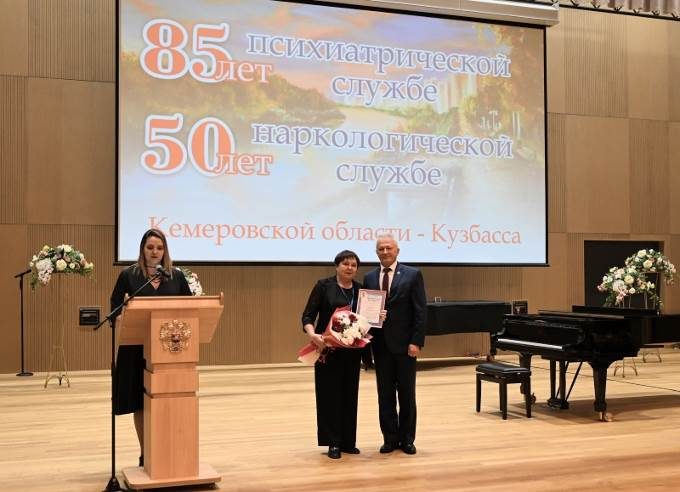 85 лет психиатрической
службе
50 лет наркологической
службе
Кемеровской области - Кузбасса